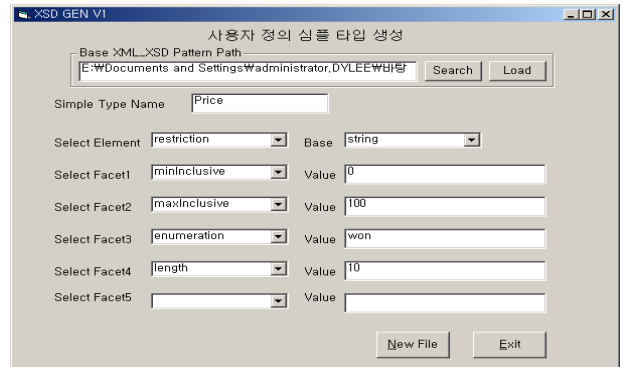 XSD GEN V1
사용자 정의 심플 타입 생성
Base XML_XSD Pattern Path
E:₩Documents and Settings₩administrator,DYLEE₩바탕 Search Load
Simple Type Name Price
Select Element restriction Base string
Select Facet1 minInclusive Value 0
Select Facet2 maxInclusive Value 100
Select Facet3 enumeration Value won
Select Facet4 length Value 10
Select Facet5 Value
New File Exit